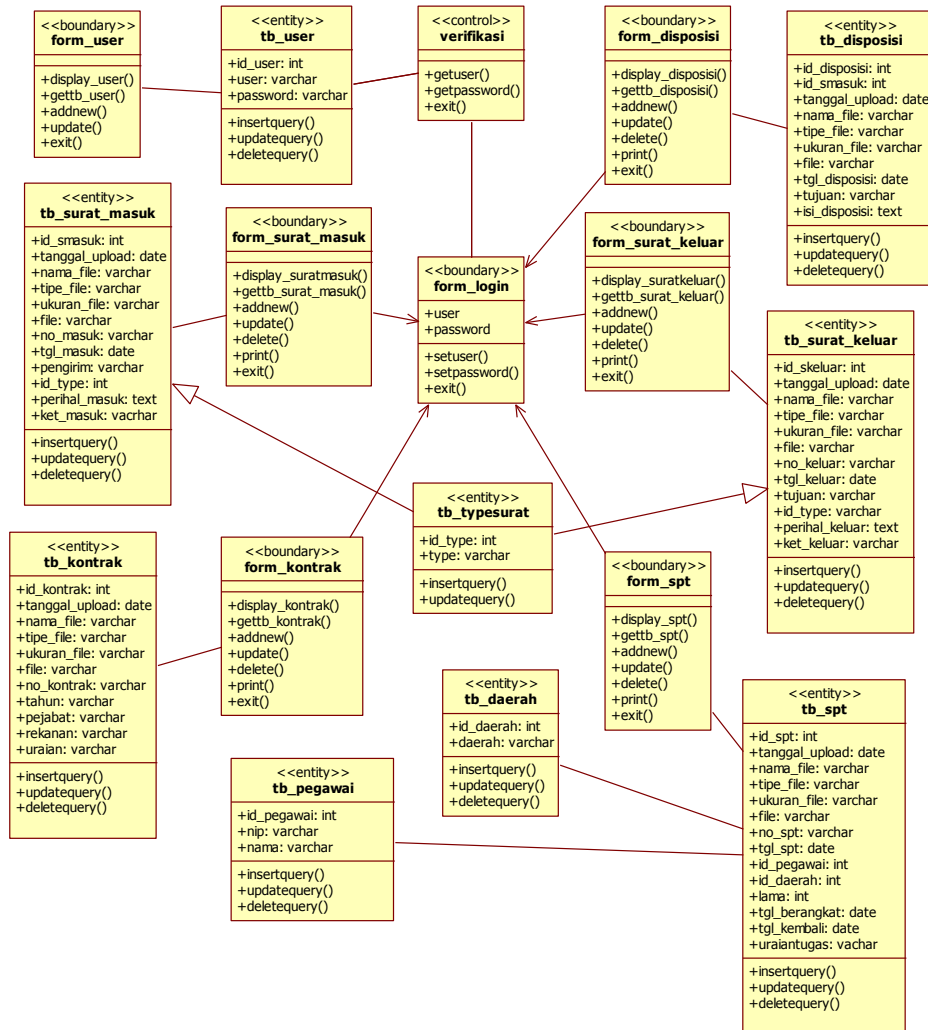 <<boundary>>
form_user
+display_user()
+gettb_user()
+addnew()
+update()
+exit()
<<entity>>
tb_user
+id_user: int
+user: varchar
+password: varchar
+insertquery()
+updatequery()
+deletequery()
<<control>>
verifikasi
+getuser()
+getpassword()
+exit()
<<boundary>>
form_disposisi
+display_disposisi()
+gettb_disposisi()
+addnew()
+update()
+delete()
+print()
+exit()
<<entity>>
tb_disposisi
+id_disposisi: int
+id_smasuk: int
+tanggal_upload: date
+nama_file: varchar
+tipe_file: varchar
+ukuran_file: varchar
+file: varchar
+tgl_disposisi: date
+tujuan: varchar
+isi_disposisi: text
+insertquery()
+updatequery()
+deletequery()
<<entity>>
tb_surat_masuk
+id_smasuk: int
+tanggal_upload: date
+nama_file: varchar
+tipe_file: varchar
+ukuran_file: varchar
+file: varchar
+no_masuk: varchar
+tgl_masuk: date
+pengirim: varchar
+id_type: int
+perihal_masuk: text
+ket_masuk: vacrhar
+insertquery()
+updatequery()
+deletequery()
<<boundary>>
form_surat_masuk
+display_suratmasuk()
+gettb_surat_masuk()
+addnew()
+update()
+delete()
+print()
+exit()
<<boundary>>
form_login
+user
+password
+setuser()
+setpassword()
+exit()
<<boundary>>
form_surat_keluar
+display_suratkeluar()
+gettb_surat_keluar()
+addnew()
+update()
+delete()
+print()
+exit()
<<entity>>
tb_surat_keluar
+id_skeluar: int
+tanggal_upload: date
+nama_file: varchar
+tipe_file: varchar
+ukuran_file: varchar
+file: varchar
+no_keluar: varchar
+tgl_keluar: date
+tujuan: varchar
+id_type: varchar
+perihal_keluar: text
+ket_keluar: varchar
+insertquery()
+updatequery()
+deletequery()
<<entity>>
tb_kontrak
+id_kontrak: int
+tanggal_upload: date
+nama_file: varchar
+tipe_file: varchar
+ukuran_file: varchar
+file: varchar
+no_kontrak: varchar
+tahun: varchar
+pejabat: varchar
+rekanan: varchar
+uraian: varchar
+insertquery()
+updatequery()
+deletequery()
<<boundary>>
form_kontrak
+display_kontrak()
+gettb_kontrak()
+addnew()
+update()
+delete()
+print()
+exit()
<<entity>>
tb_typesurat
+id_type: int
+type: varchar
+insertquery()
+updatequery()
<<boundary>>
form_spt
+display_spt()
+gettb_spt()
+addnew()
+update()
+delete()
+print()
+exit()
<<entity>>
tb_daerah
+id_daerah: int
+daerah: varchar
+insertquery()
+updatequery()
+deletequery()
<<entity>>
tb_pegawai
+id_pegawai: int
+nip: varchar
+nama: varchar
+insertquery()
+updatequery()
+deletequery()
<<entity>>
tb_spt
+id_spt: int
+tanggal_upload: date
+nama_file: varchar
+tipe_file: varchar
+ukuran_file: varchar
+file: varchar
+no_spt: varchar
+tgl_spt: date
+id_pegawai: int
+id_daerah: int
+lama: int
+tgl_berangkat: date
+tgl_kembali: date
+uraiantugas: vachar
+insertquery()
+updatequery()
+deletequery()